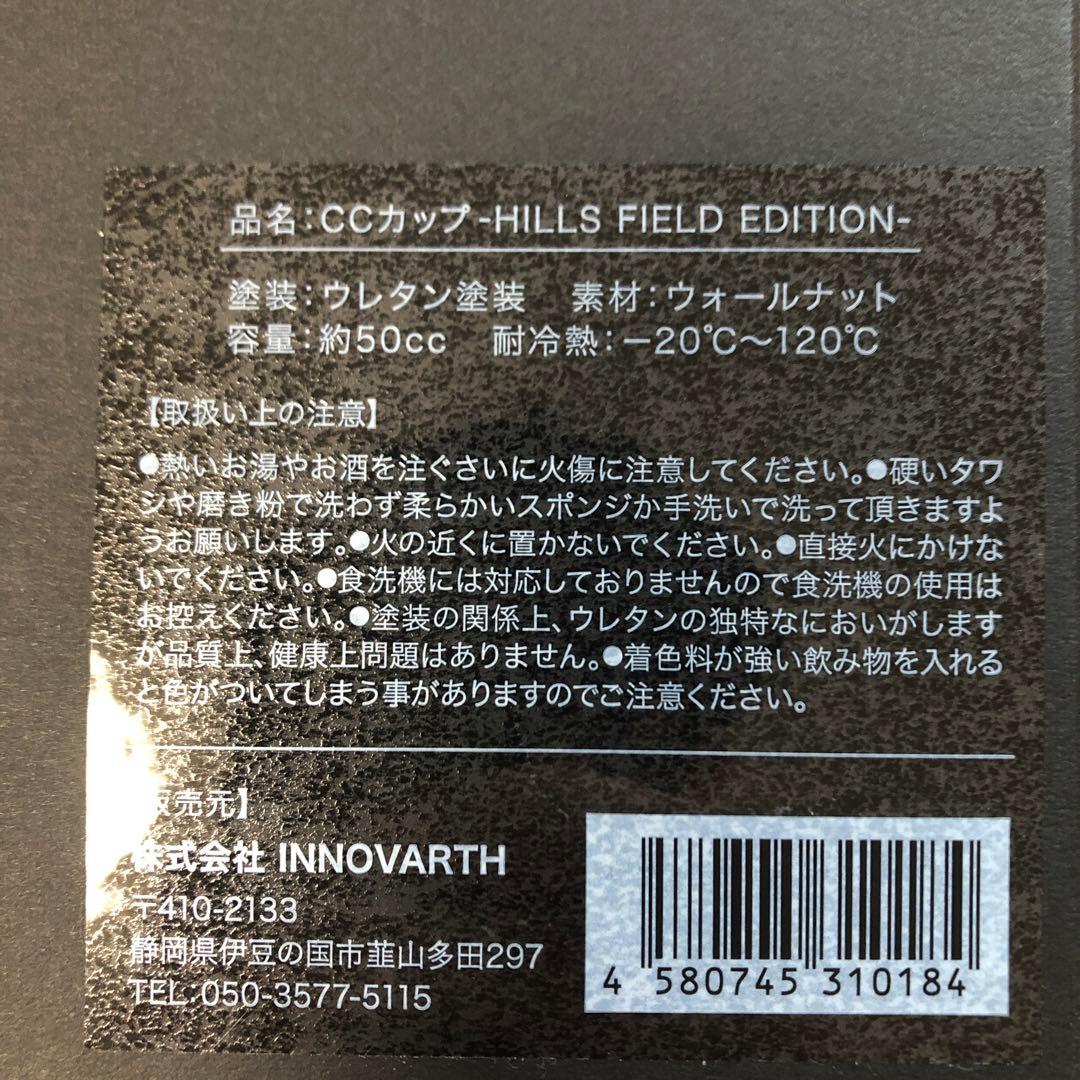 品名：CCカップ-HILLS FIELD EDITION-
塗装：ウレタン塗装　素材：ウォールナット
容量：約50cc　耐冷熱：－20℃～120℃
【取扱い上の注意】
●熱いお湯やお酒を注ぐさいに火傷に注意してください。●硬いタワ
シや磨き粉で洗わず柔らかいスポンジか手洗いで洗って頂きますよ
うお願いします。●火の近くに置かないでください。●直接火にかけな
いでください。●食洗機には対応しておりませんので食洗機の使用は
お控えください。●塗装の関係上、ウレタンの独特なにおいがします
が品質上、健康上問題はありません。●着色料が強い飲み物を入れる
と色がついてしまう事がありますのでご注意ください。
販売元】
株式会社 INNOVARTH
〒410-2133
静岡県伊豆の国市韮山多田297
TEL:050-3577-5115
4 580745 310184